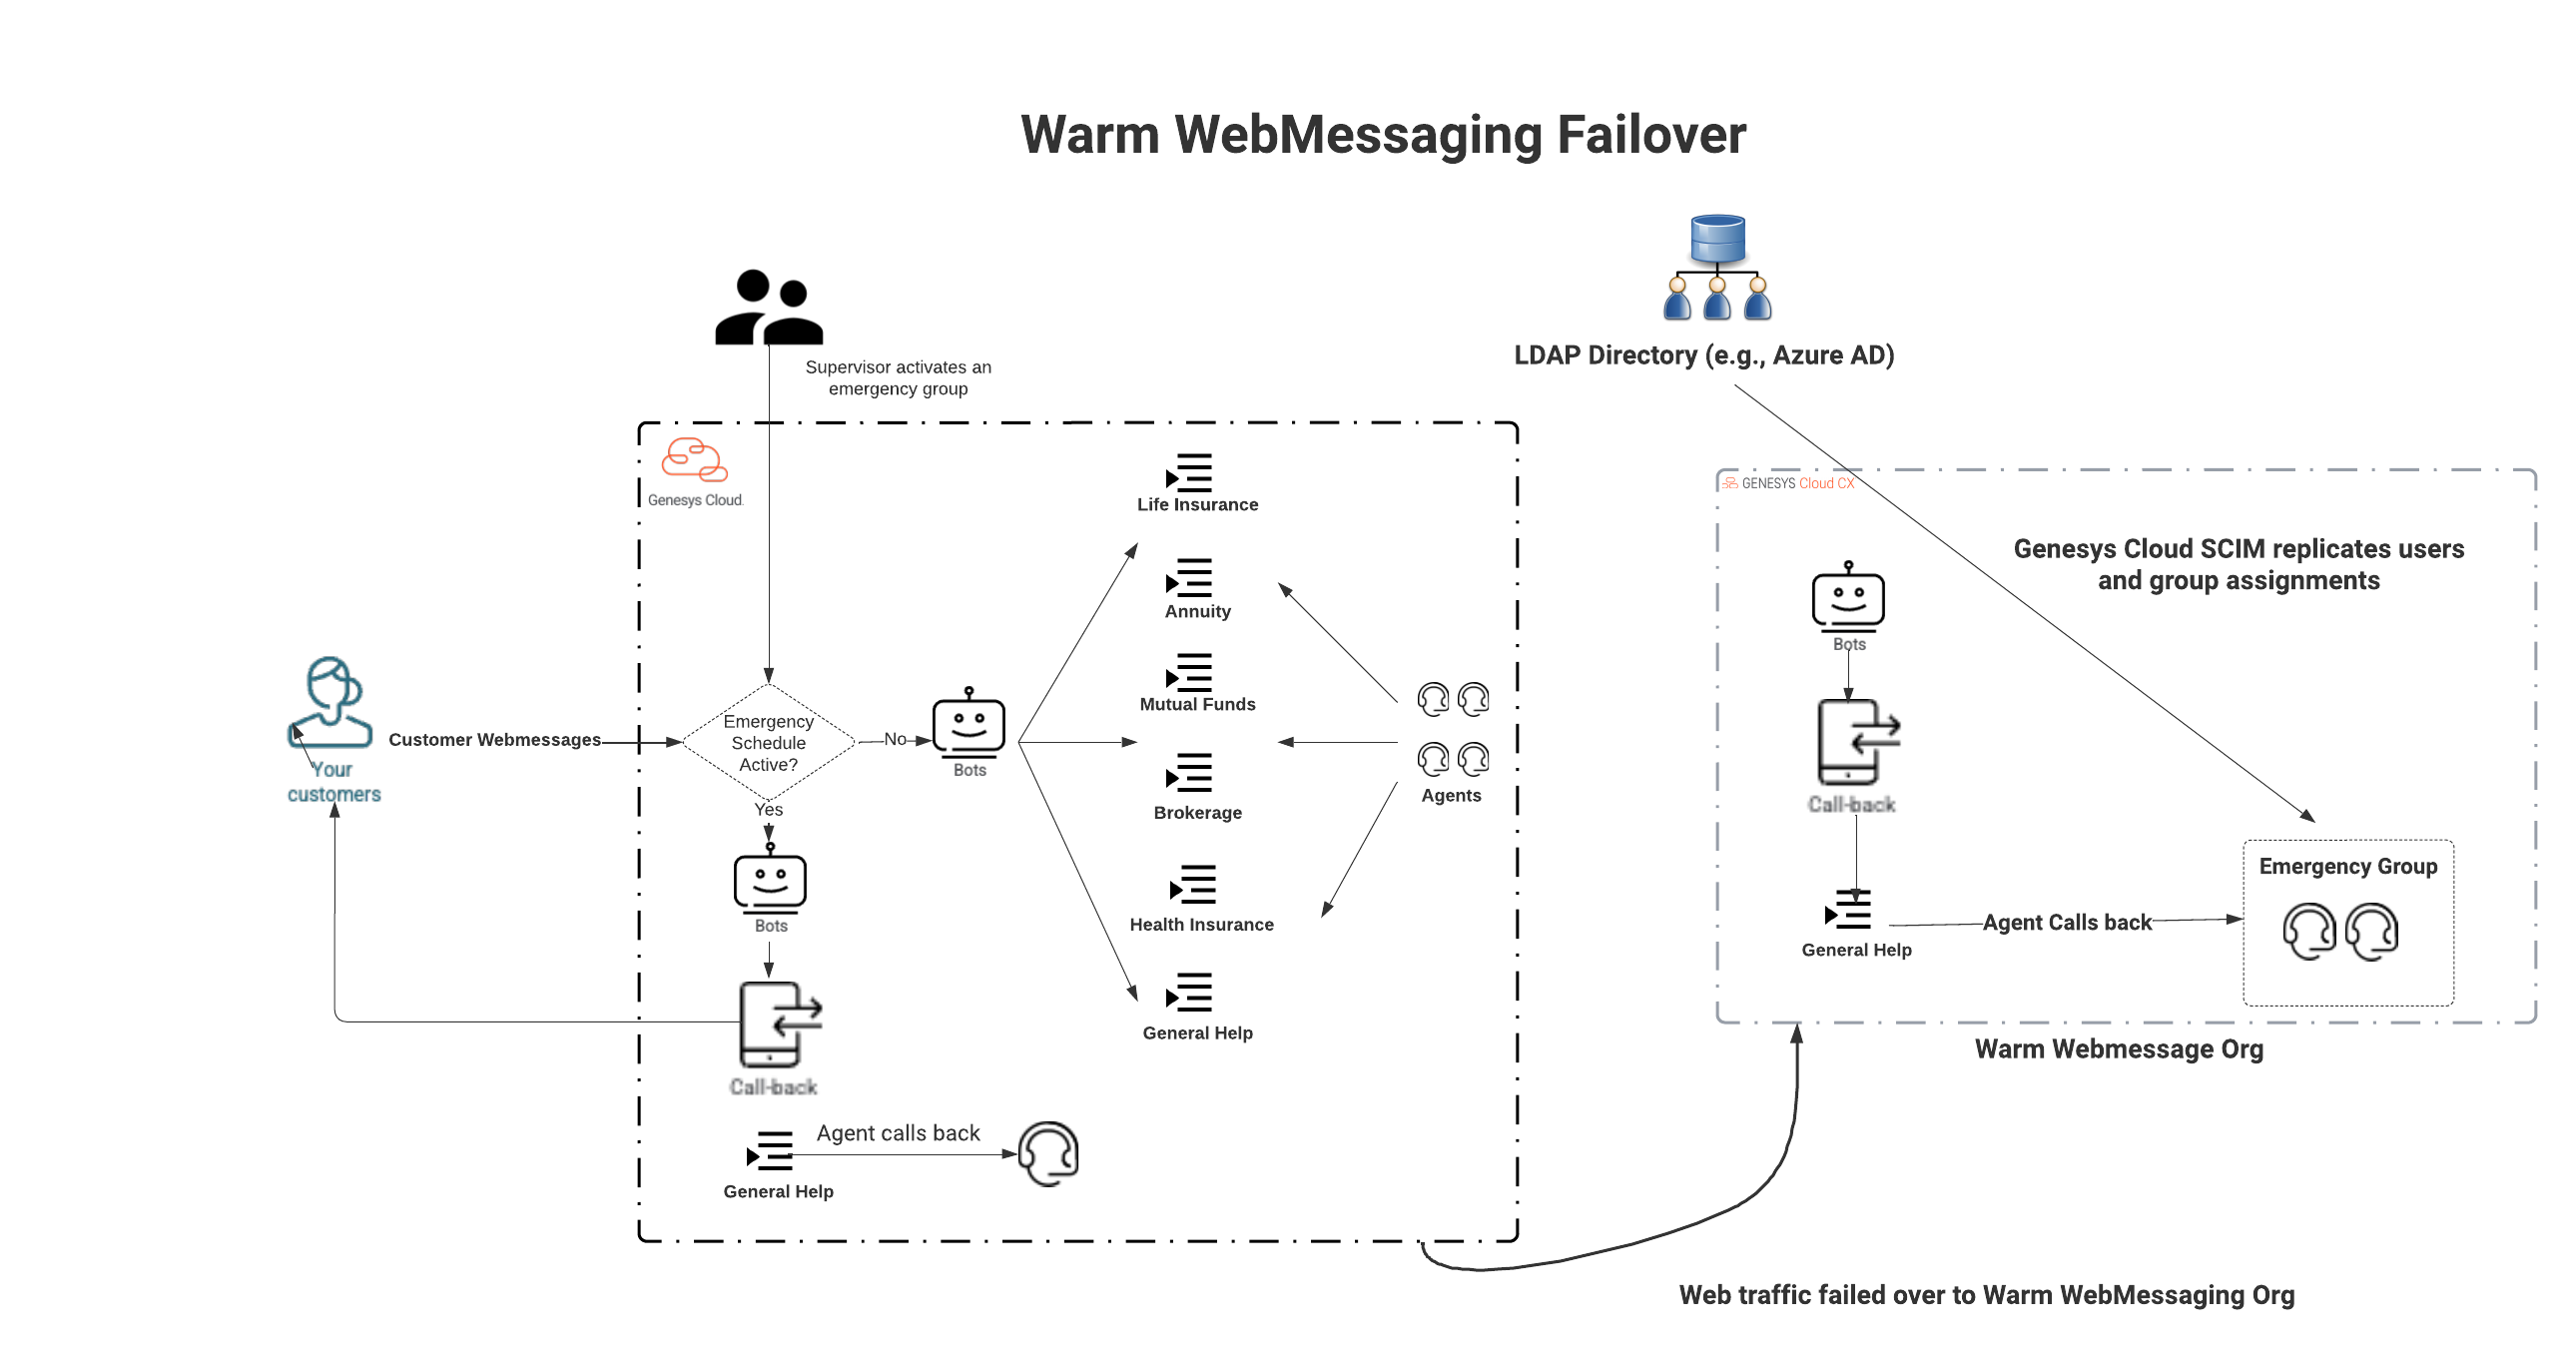 Warm WebMessaging Failover
Supervisor activates an
emergency group
LDAP Directory (e.g., Azure AD)
Genesys Cloud.
Life Insurance
Annuity
Mutual Funds
Brokerage
Health Insurance
General Help
Your
customers
Customer Webmessages
Emergency
Schedule
Active?
No
Bots
Yes
Bots
Call-back
Agents
General Help
Agent calls back
GENESYS Cloud CX
Genesys Cloud SCIM replicates users
and group assignments
Bots
Call-back
General Help
Agent Calls back
Emergency Group
Warm Webmessage Org
Web traffic failed over to Warm WebMessaging Org